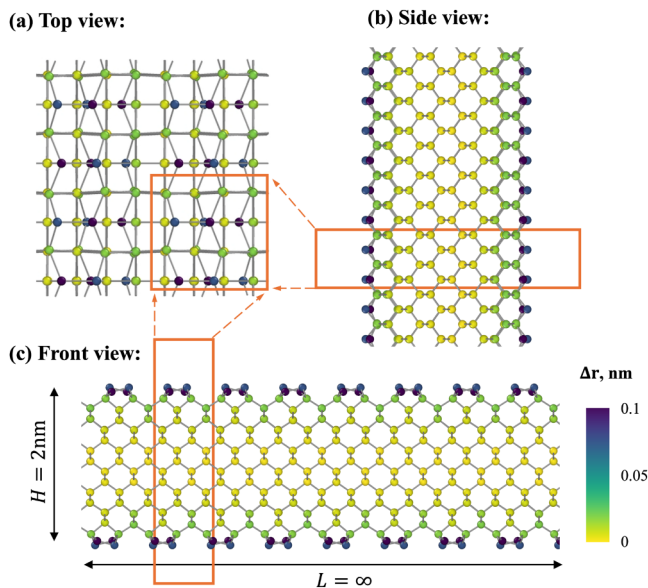 (a) Top view:
(b) Side view:
(c) Front view:
Δr, nm
0.1
0.05
0
H = 2nm
L = ∞